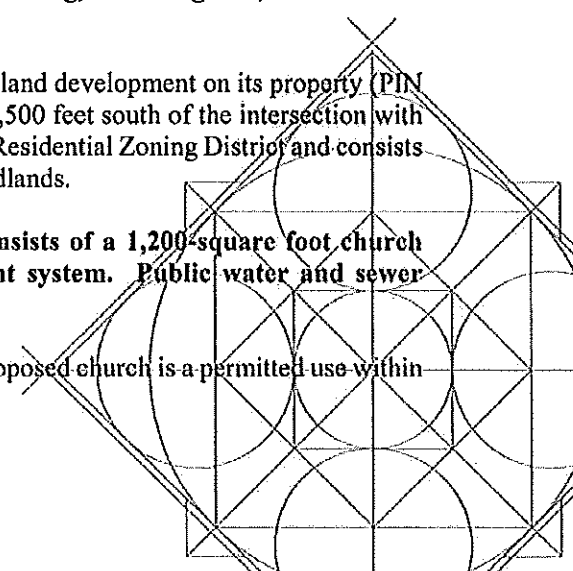 land development on its property (PIN
,500 feet south of the intersection with
Residential Zoning District and consists
dlands.
nsists of a 1,200-square foot church
nt system. Public water and sewer
oposed church is a permitted use within